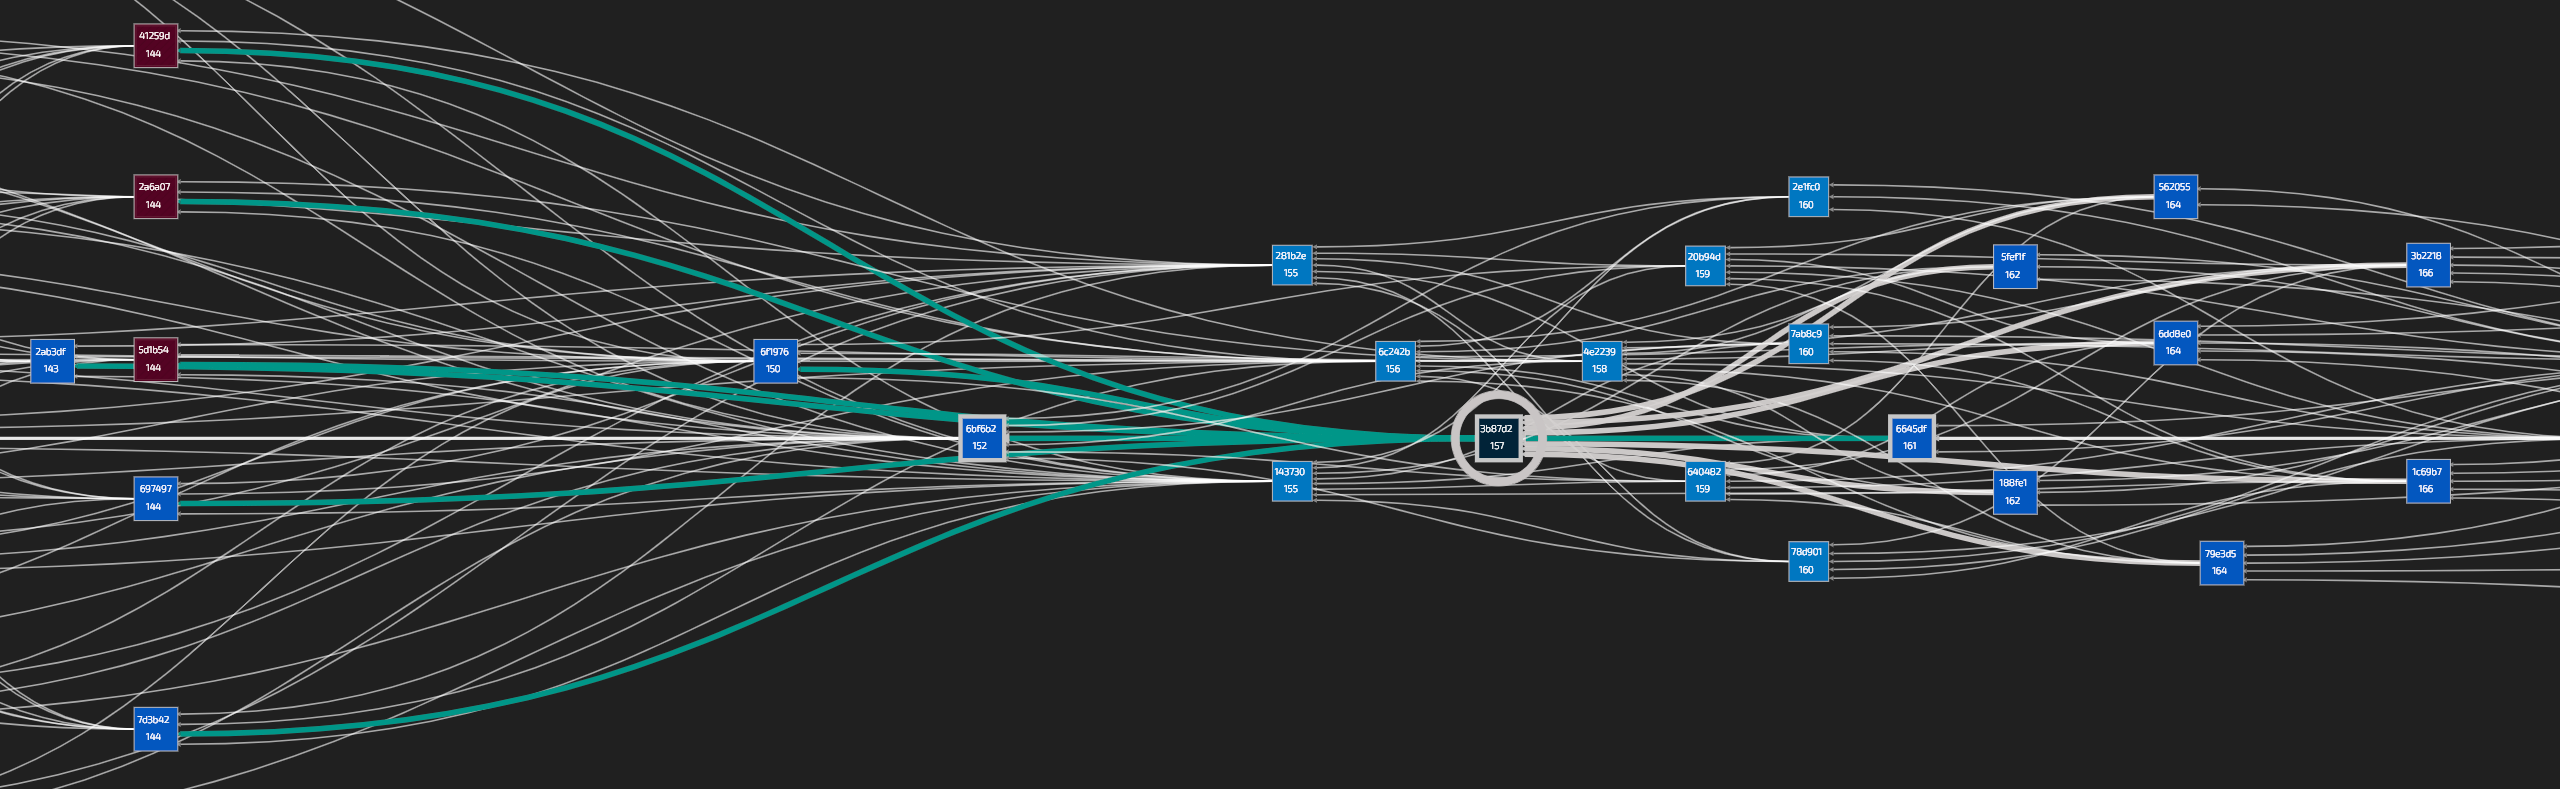 41259d
144
2a6a07
144
2ab3df
143
5d1b54
144
697497
144
7d3b42
144
6f1976
150
6bf6b2
152
281b2e
155
143730
155
6c242b
156
3b87d2
157
4e2239
158
20b94d
159
640482
159
2e1fc0
160
7ab8c9
160
78d901
160
6645df
161
5fef1f
162
188fe1
162
562055
164
6dd8e0
164
79e3d5
164
3b2218
166
1c69b7
166